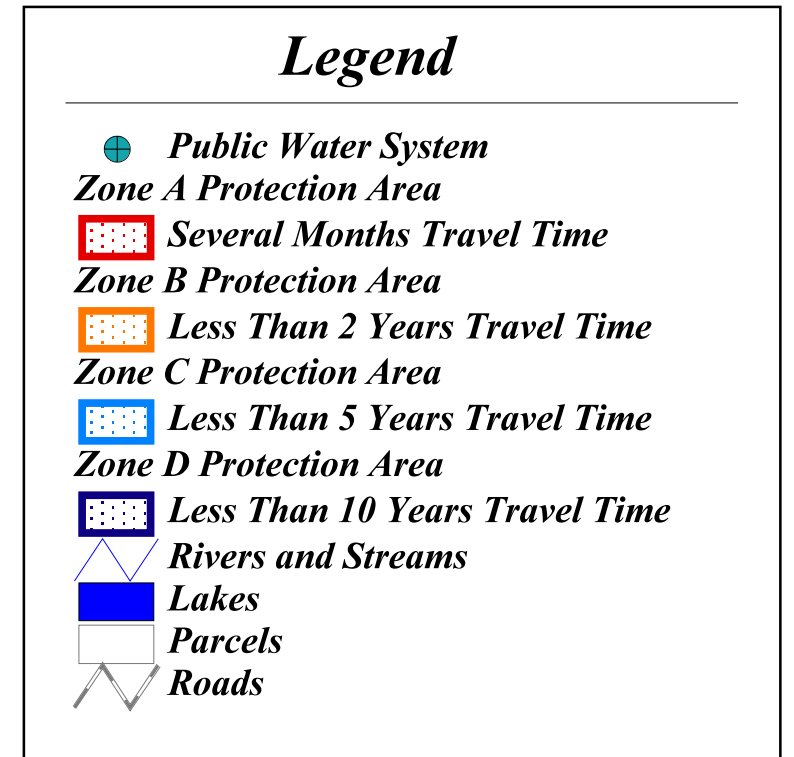 Legend
Public Water System
Zone A Protection Area
Several Months Travel Time
Zone B Protection Area
Less Than 2 Years Travel Time
Zone C Protection Area
Less Than 5 Years Travel Time
Zone D Protection Area
Less Than 10 Years Travel Time
Rivers and Streams
Lakes
Parcels
Roads